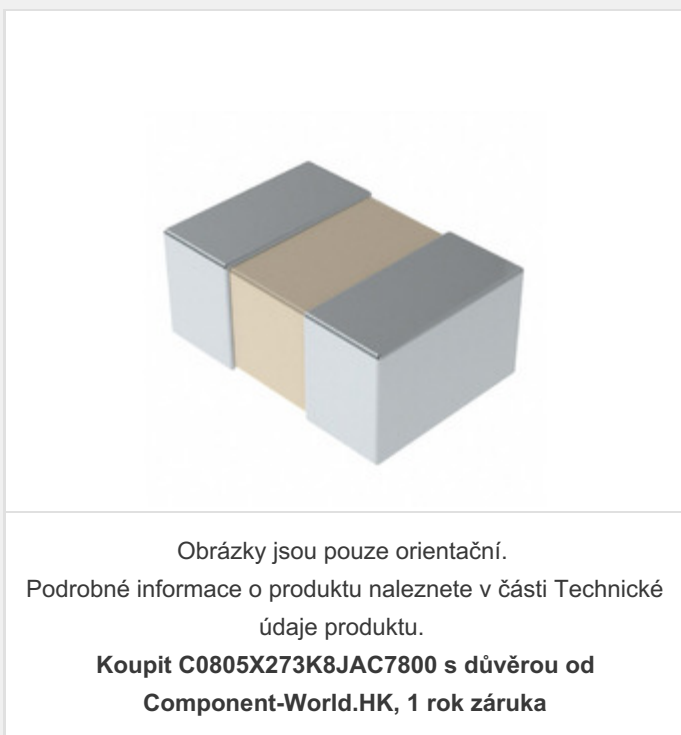 Obrázky jsou pouze orientační.
Podrobné informace o produktu naleznete v části Technické
údaje produktu.
Koupit C0805X273K8JAC7800 s důvěrou od
Component-World.HK, 1 rok záruka